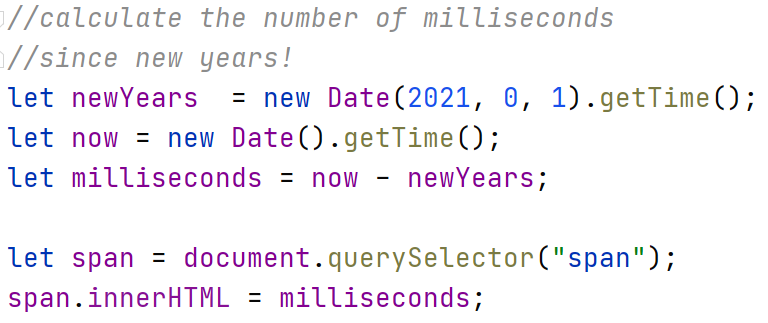 //calculate the number of milliseconds
//since new years!
let newYears  = new Date(2021, 0, 1).getTime();
let now = new Date().getTime();
let milliseconds = now - newYears;
let span = document.querySelector("span");
span.innerHTML = milliseconds;